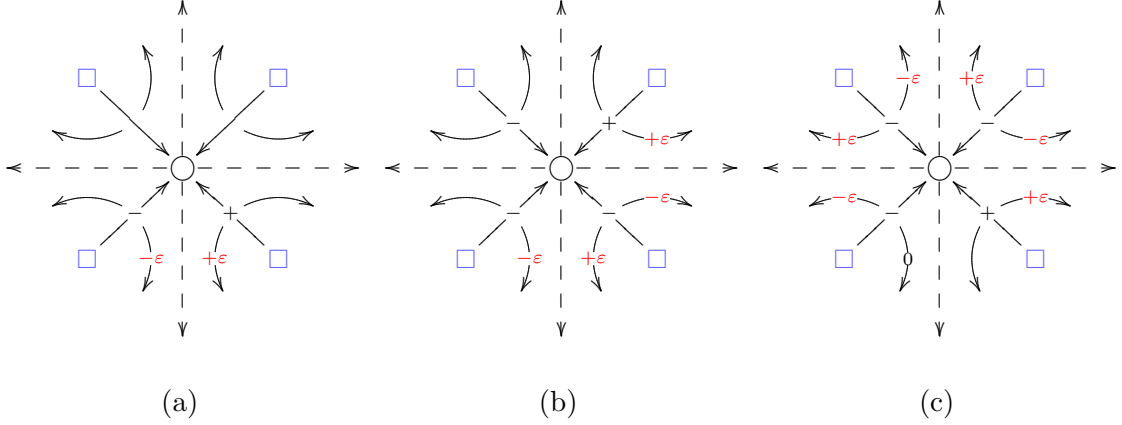 −ε +ε
− + − −
+ε +ε −ε
−ε −ε +ε
− + − − − +
−ε +ε −ε +ε 0
(a) (b) (c)